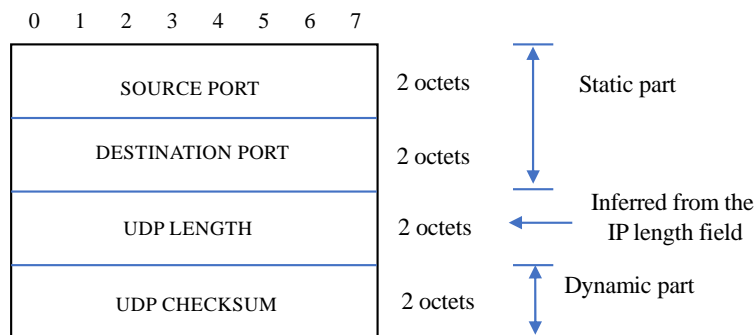 0 1 2 3 4 5 6 7
SOURCE PORT
2 octets
Static part
DESTINATION PORT
2 octets
UDP LENGTH
2 octets
Inferred from the
IP length field
UDP CHECKSUM
2 octets
Dynamic part